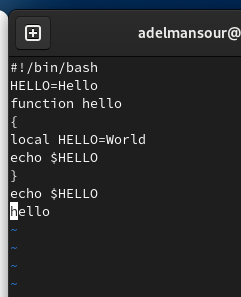 adelmansour@
#!/bin/bash
HELLO=Hello
function hello
{
local HELLO=World
echo $HELLO
}
echo $HELLO
hello
~
~
~
~